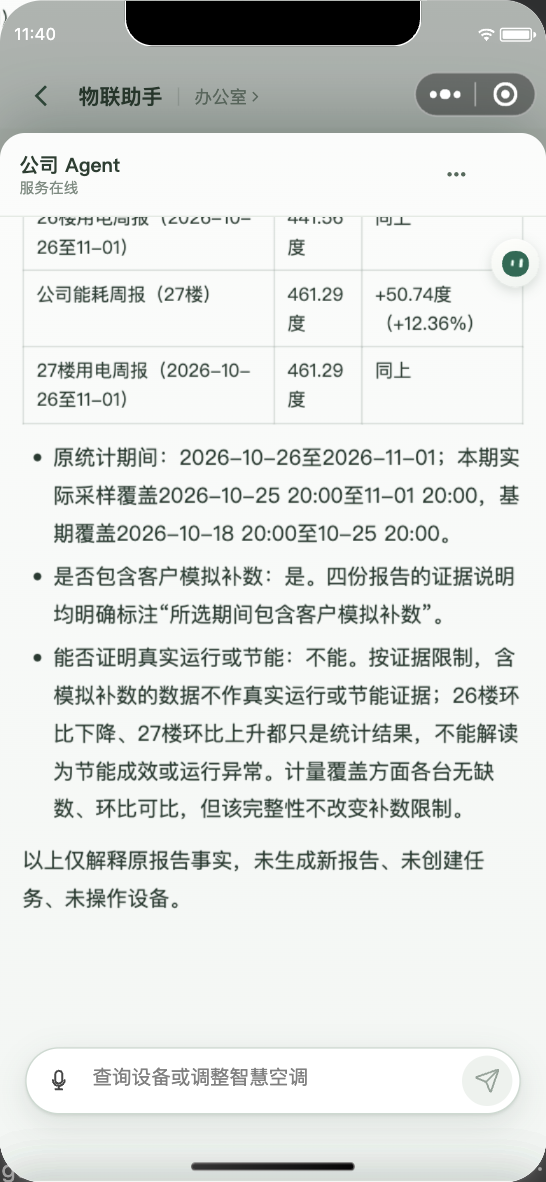 11:40
物联助手 办公室
公司 Agent
服务在线
26楼用电周报（2026-10- 441.56 同上
26至11-01） 度
公司能耗周报（27楼） 461.29 +50.74度
度 （+12.36%）
27楼用电周报（2026-10- 461.29 同上
26至11-01） 度
原统计期间：2026-10-26至2026-11-01；本期实
际采样覆盖2026-10-25 20:00至11-01 20:00，基
期覆盖2026-10-18 20:00至10-25 20:00。
是否包含客户模拟补数：是。四份报告的证据说明
均明确标注“所选期间包含客户模拟补数”。
能否证明真实运行或节能：不能。按证据限制，含
模拟补数的数据不作真实运行或节能证据；26楼环
比下降、27楼环比上升都只是统计结果，不能解读
为节能成效或运行异常。计量覆盖方面各台无缺
数、环比可比，但该完整性不改变补数限制。
以上仅解释原报告事实，未生成新报告、未创建任
务、未操作设备。
查询设备或调整智慧空调